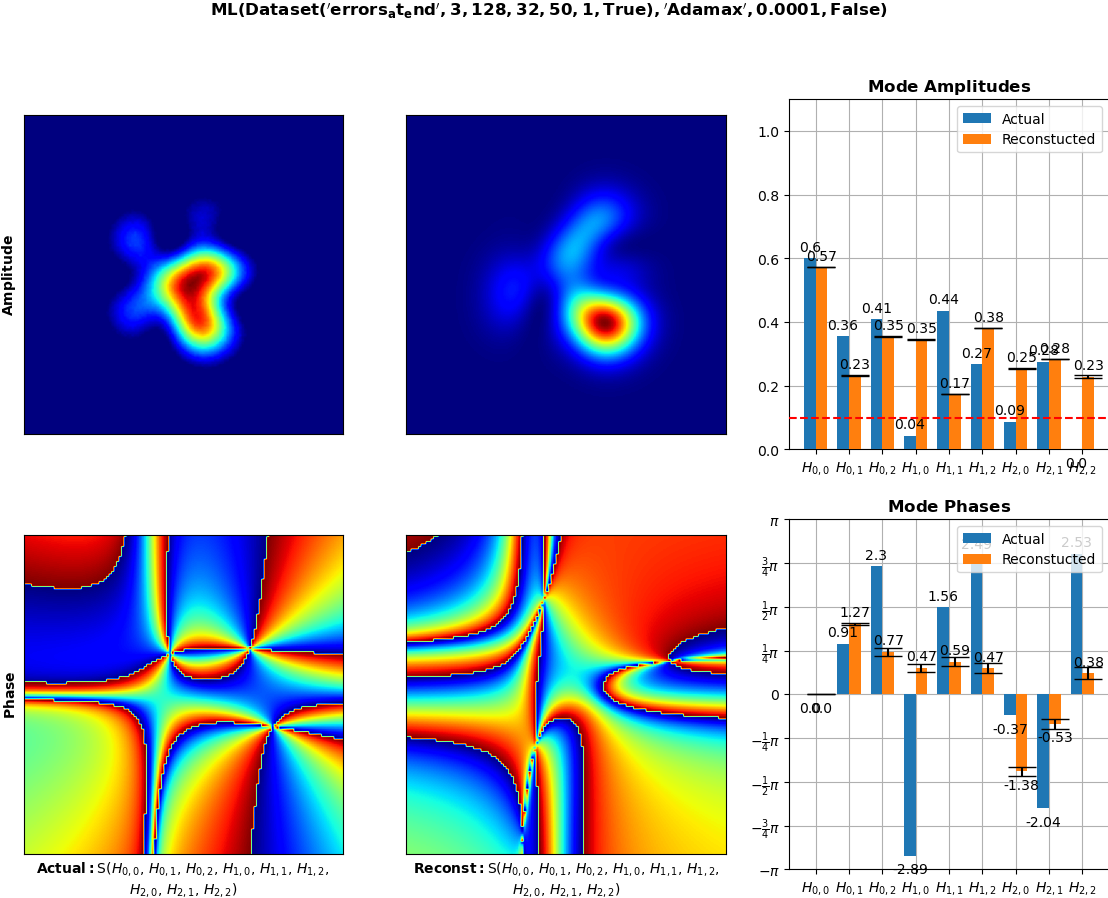 ML(Dataset('errors_at_end', 3, 128, 32, 50, 1, True), 'Adamax', 0.0001, False)
Amplitude
Mode Amplitudes
Actual
Reconstucted
1.0
0.8
0.6
0.4
0.2
0.0
0.6
0.57
0.36
0.23
0.41
0.35
0.04
0.35
0.44
0.17
0.27
0.38
0.09
0.25
0.28
0.28
0.0
0.23
H0,0 H0,1 H0,2 H1,0 H1,1 H1,2 H2,0 H2,1 H2,2
Phase
Actual: S(H0,0, H0,1, H0,2, H1,0, H1,1, H1,2,
H2,0, H2,1, H2,2)
Reconst: S(H0,0, H0,1, H0,2, H1,0, H1,1, H1,2,
H2,0, H2,1, H2,2)
Mode Phases
Actual
Reconstucted
π
3/4π
1/2π
1/4π
0
−1/4π
−1/2π
−3/4π
−π
0.0
0.0
0.91
1.27
2.3
0.77
-2.89
0.47
1.56
0.59
2.49
0.47
-0.37
-1.38
-2.04
-0.53
2.53
0.38
H0,0 H0,1 H0,2 H1,0 H1,1 H1,2 H2,0 H2,1 H2,2